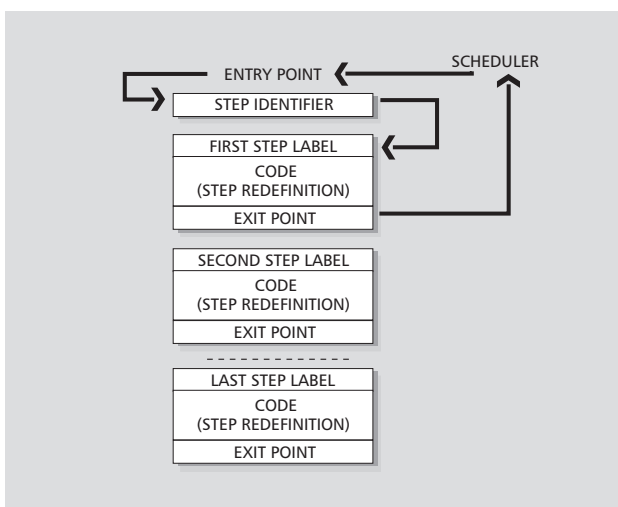 SCHEDULER
ENTRY POINT
STEP IDENTIFIER
FIRST STEP LABEL
CODE
(STEP REDEFINITION)
EXIT POINT
SECOND STEP LABEL
CODE
(STEP REDEFINITION)
EXIT POINT
LAST STEP LABEL
CODE
(STEP REDEFINITION)
EXIT POINT